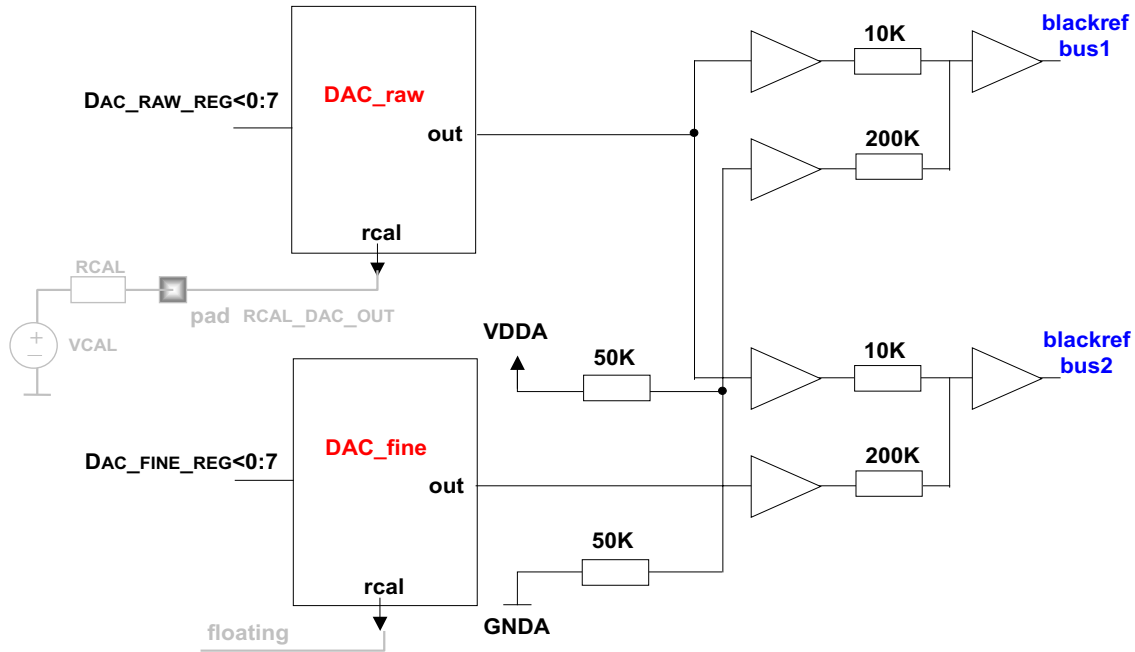 blackref
bus1
10K
DAC_RAW_REG<0:7
DAC_raw
out
200K
rcal
RCAL
pad RCAL_DAC_OUT
+
–
VCAL
VDDA
50K
blackref
bus2
10K
DAC_FINE_REG<0:7
DAC_fine
out
200K
50K
rcal
GNDA
floating